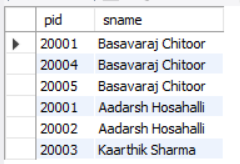 pid sname
20001 Basavaraj Chitoor
20004 Basavaraj Chitoor
20005 Basavaraj Chitoor
20001 Aadarsh Hosahalli
20002 Aadarsh Hosahalli
20003 Kaarthik Sharma